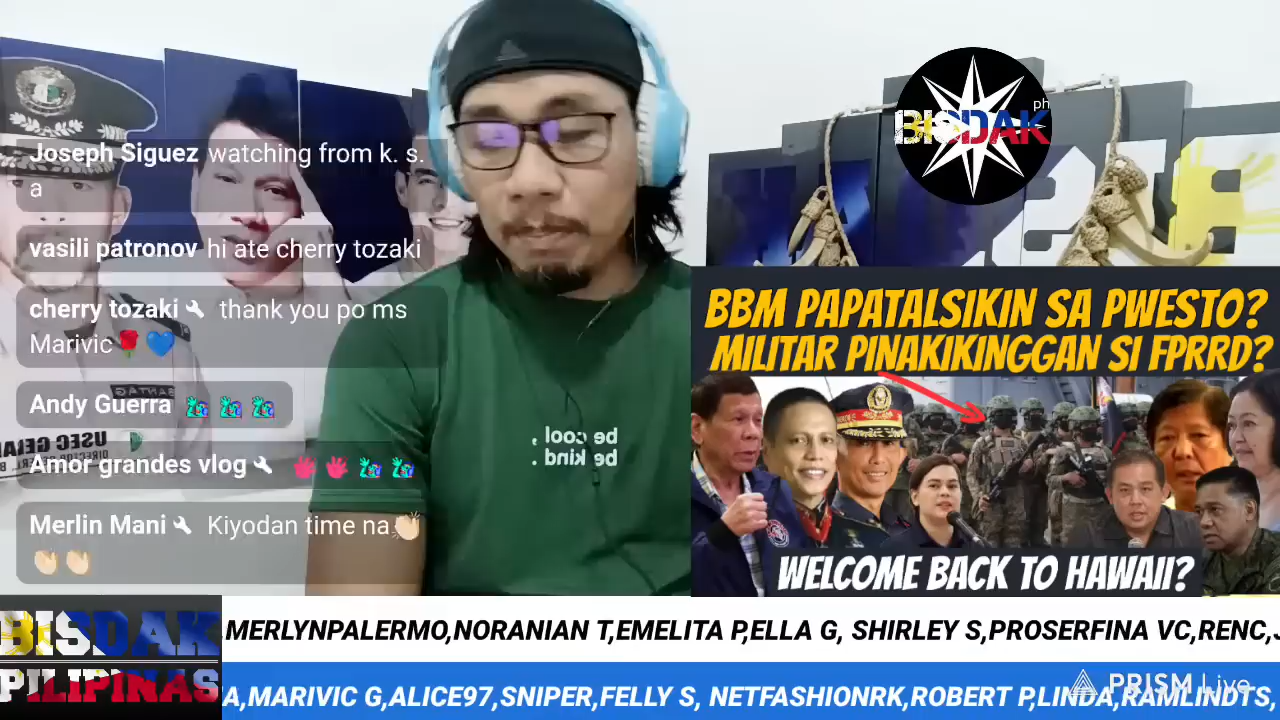 Joseph Siguez watching from k. s.
a
vasili patronov hi ate cherry tozaki
cherry tozaki thank you po ms
Marivic🌹💙
Andy Guerra
Amor grandes vlog
Merlin Mani Kiyodan time na👏🏻
👏🏻👏🏻
USEC GELAN
be cool,
be kind.
ph
BISDAK
BBM PAPATALSIKIN SA PWESTO?
MILITAR PINAKIKINGGAN SI FPRRD?
WELCOME BACK TO HAWAII?
BISDAK
PILIPINAS
MERLYNPALERMO,NORANIAN T,EMELITA P,ELLA G, SHIRLEY S,PROSERFINA VC,RENC,
A,MARIVIC G,ALICE97,SNIPER,FELLY S, NETFASHIONRK,ROBERT P,LINDA,RAMLINDTS,
PRISM Live